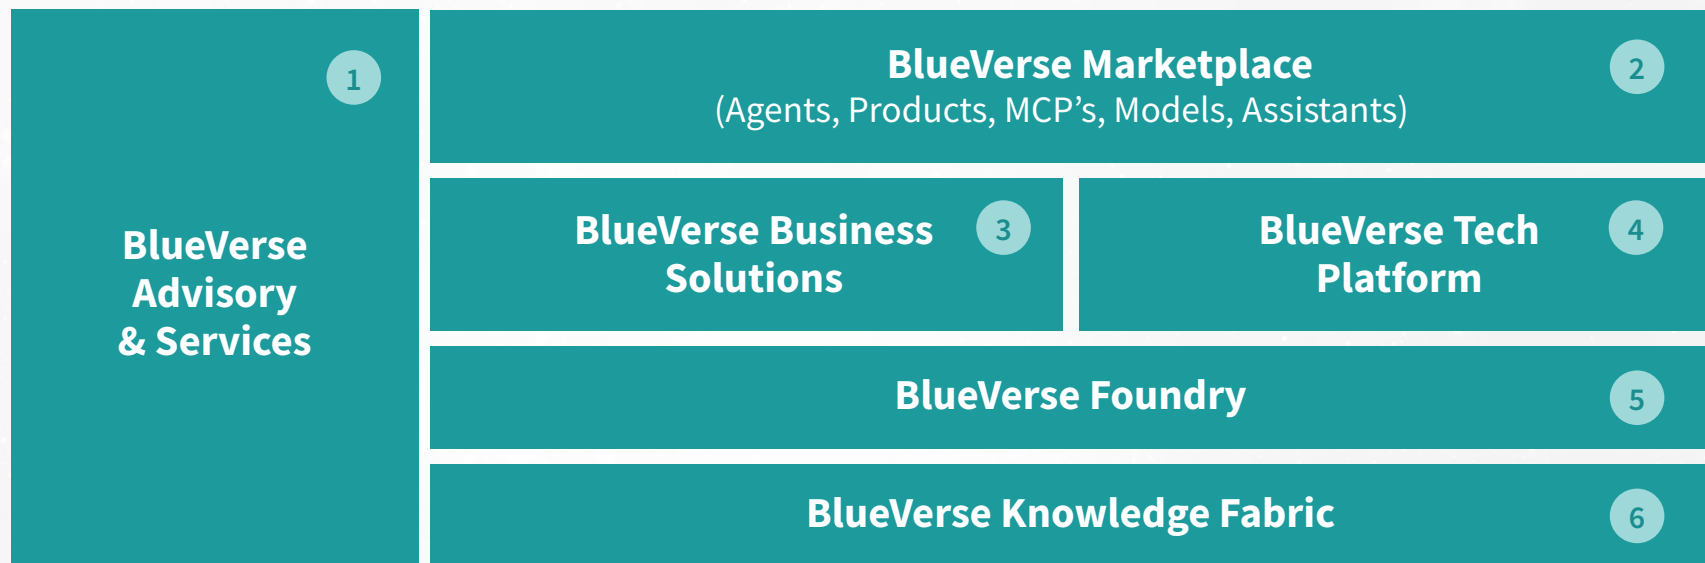 1
BlueVerse
Advisory
& Services
BlueVerse Marketplace
(Agents, Products, MCP’s, Models, Assistants)
2
BlueVerse Business
Solutions
3
BlueVerse Tech
Platform
4
BlueVerse Foundry
5
BlueVerse Knowledge Fabric
6